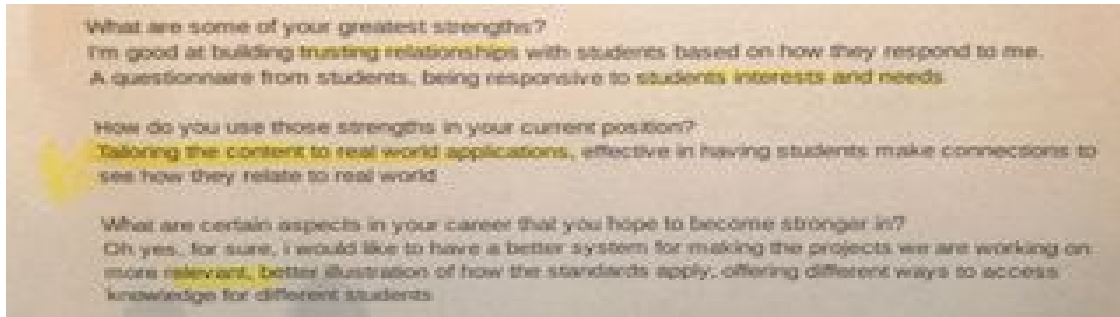 What are some of your greatest strengths?
I'm good at building trusting relationships with students based on how they respond to me.
A questionnaire from students, being responsive to students interests and needs
How do you use those strengths in your current position?
Tailoring the content to real world applications, effective in having students make connections to
see how they relate to real world
What are certain aspects in your career that you hope to become stronger in?
Oh yes, for sure, i would like to have a better system for making the projects we are working on
more relevant, better illustration of how the standards apply, offering different ways to access
knowledge for different students